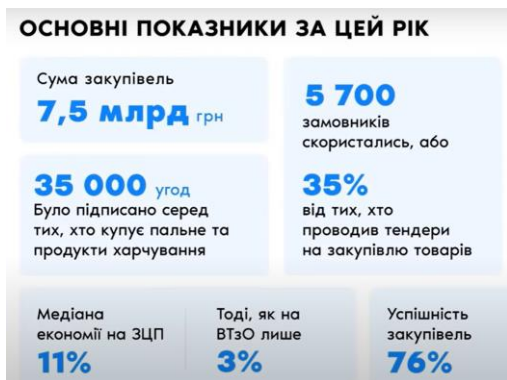 ОСНОВНІ ПОКАЗНИКИ ЗА ЦЕЙ РІК
Сума закупівель
7,5 млрд грн
35 000 угод
Було підписано серед
тих, хто купує пальне та
продукти харчування
5 700
замовників
скористались, або
35%
від тих, хто
проводив тендери
на закупівлю товарів
Медіана
економії на ЗЦП
11%
Тоді, як на
ВТзО лише
3%
Успішність
закупівель
76%